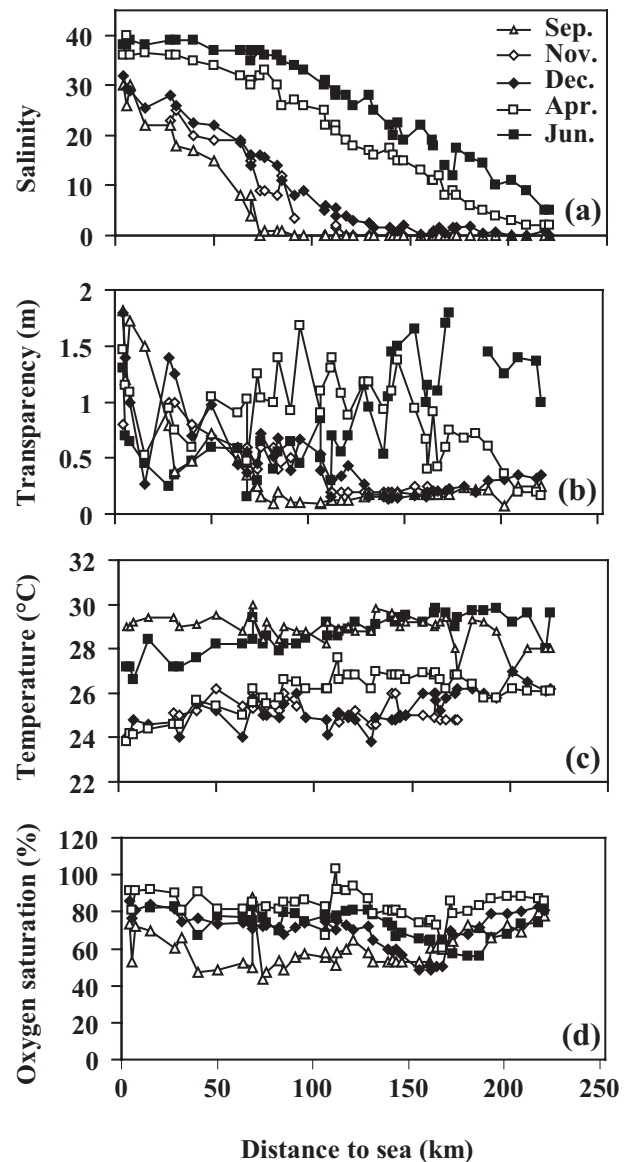 Salinity
40
30
20
10
0
Sep.
Nov.
Dec.
Apr.
Jun.
(a)
Transparency (m)
2
1.5
1
0.5
0
(b)
Temperature (°C)
32
30
28
26
24
22
(c)
Oxygen saturation (%)
120
100
80
60
40
20
0
(d)
0 50 100 150 200 250
Distance to sea (km)